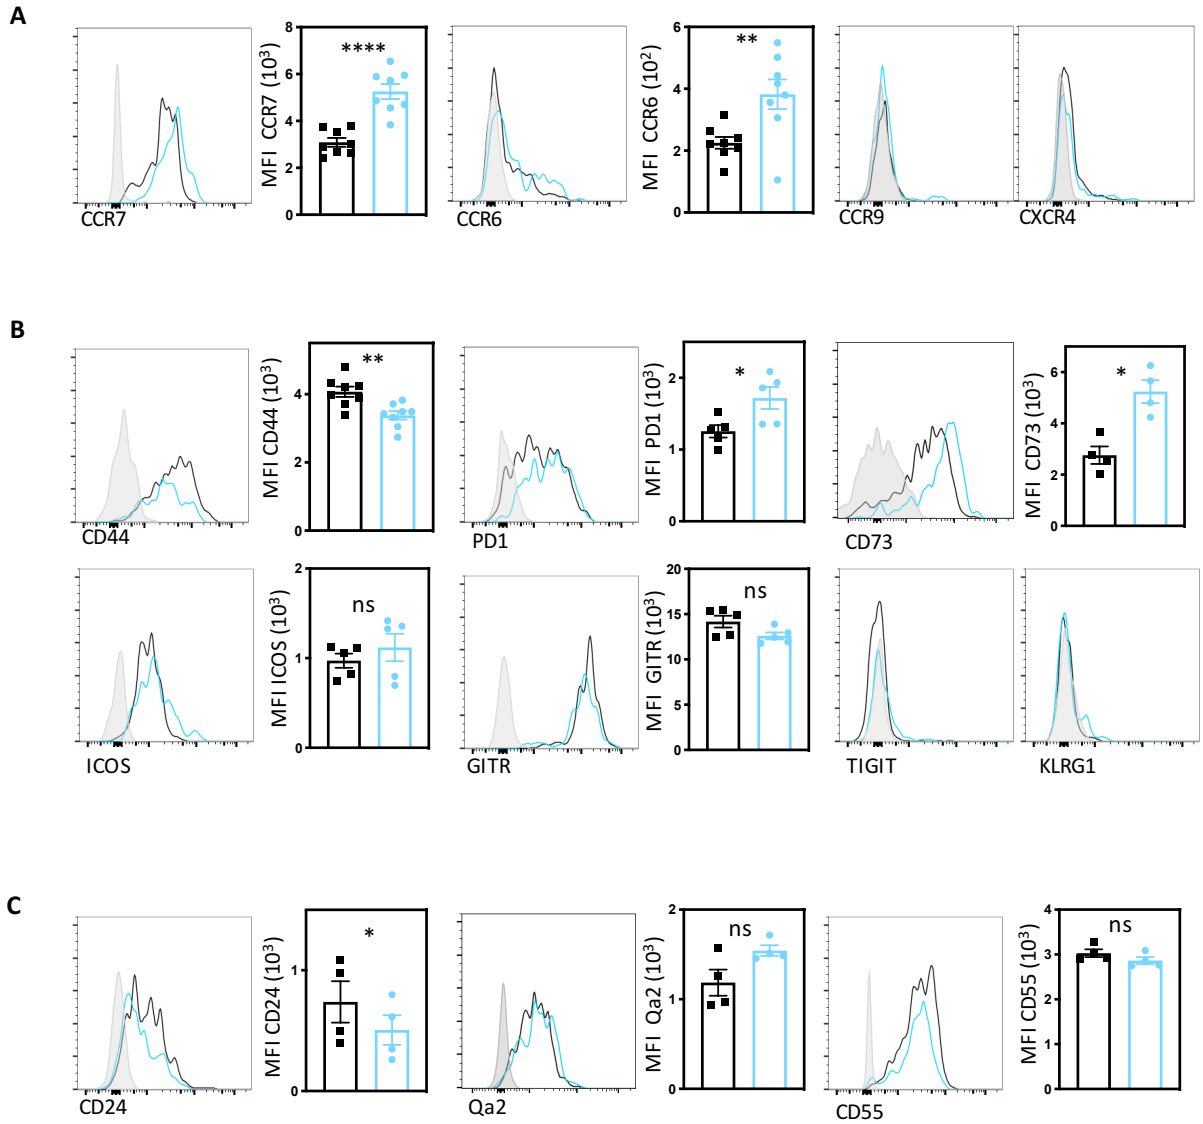 A
MFI CCR7 (10³)
8
6
4
2
0
****
CCR7
MFI CCR6 (10²)
6
4
2
0
**
CCR6
CCR9
CXCR4
B
MFI CD44 (10³)
4
2
0
**
CD44
MFI PD1 (10³)
2
1
0
*
PD1
MFI CD73 (10³)
6
4
2
0
*
CD73
MFI ICOS (10³)
2
1
0
ns
ICOS
MFI GITR (10³)
20
15
10
5
0
ns
GITR
TIGIT
KLRG1
C
MFI CD24 (10³)
1
0
*
CD24
MFI Qa2 (10³)
2
1
0
ns
Qa2
MFI CD55 (10³)
4
3
2
1
0
ns
CD55